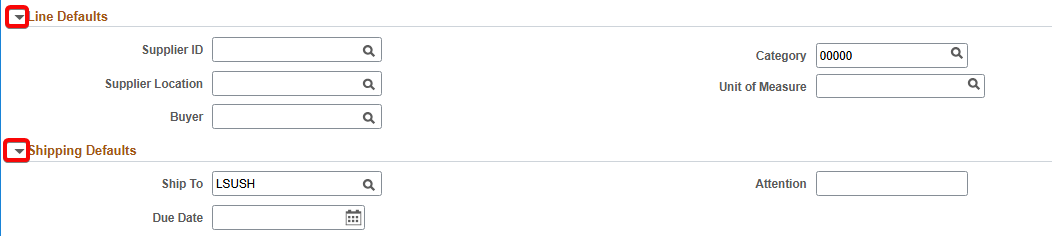 Line Defaults
Supplier ID
Category 00000
Supplier Location
Unit of Measure
Buyer
Shipping Defaults
Ship To LSUSH
Attention
Due Date